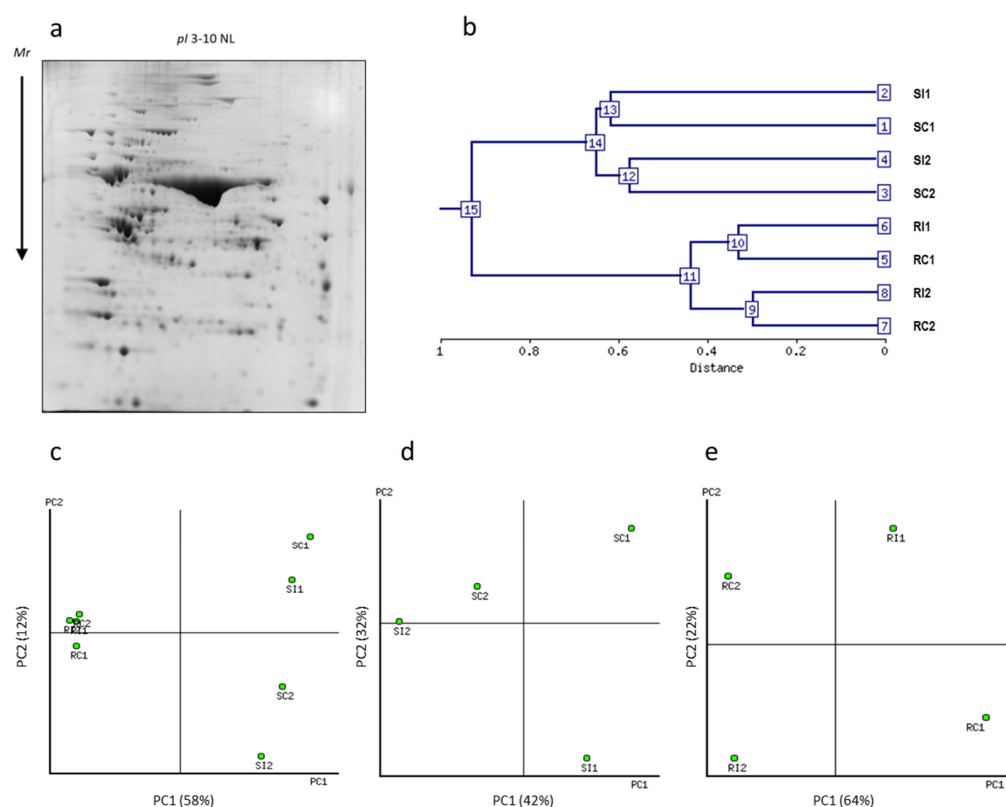 a
pI 3-10 NL
Mr
b
SI1
SC1
SI2
SC2
RI1
RC1
RI2
RC2
2
1
4
3
6
5
8
7
13
14
12
15
10
11
9
1
0.8
0.6
0.4
0.2
0
Distance
c
PC2
PC2 (12%)
SC1
SI1
RC1
SC2
SI2
PC1
PC1 (58%)
d
PC2
PC2 (32%)
SC1
SC2
SI2
SI1
PC1
PC1 (42%)
e
PC2
PC2 (22%)
RI1
RC2
RC1
RI2
PC1
PC1 (64%)